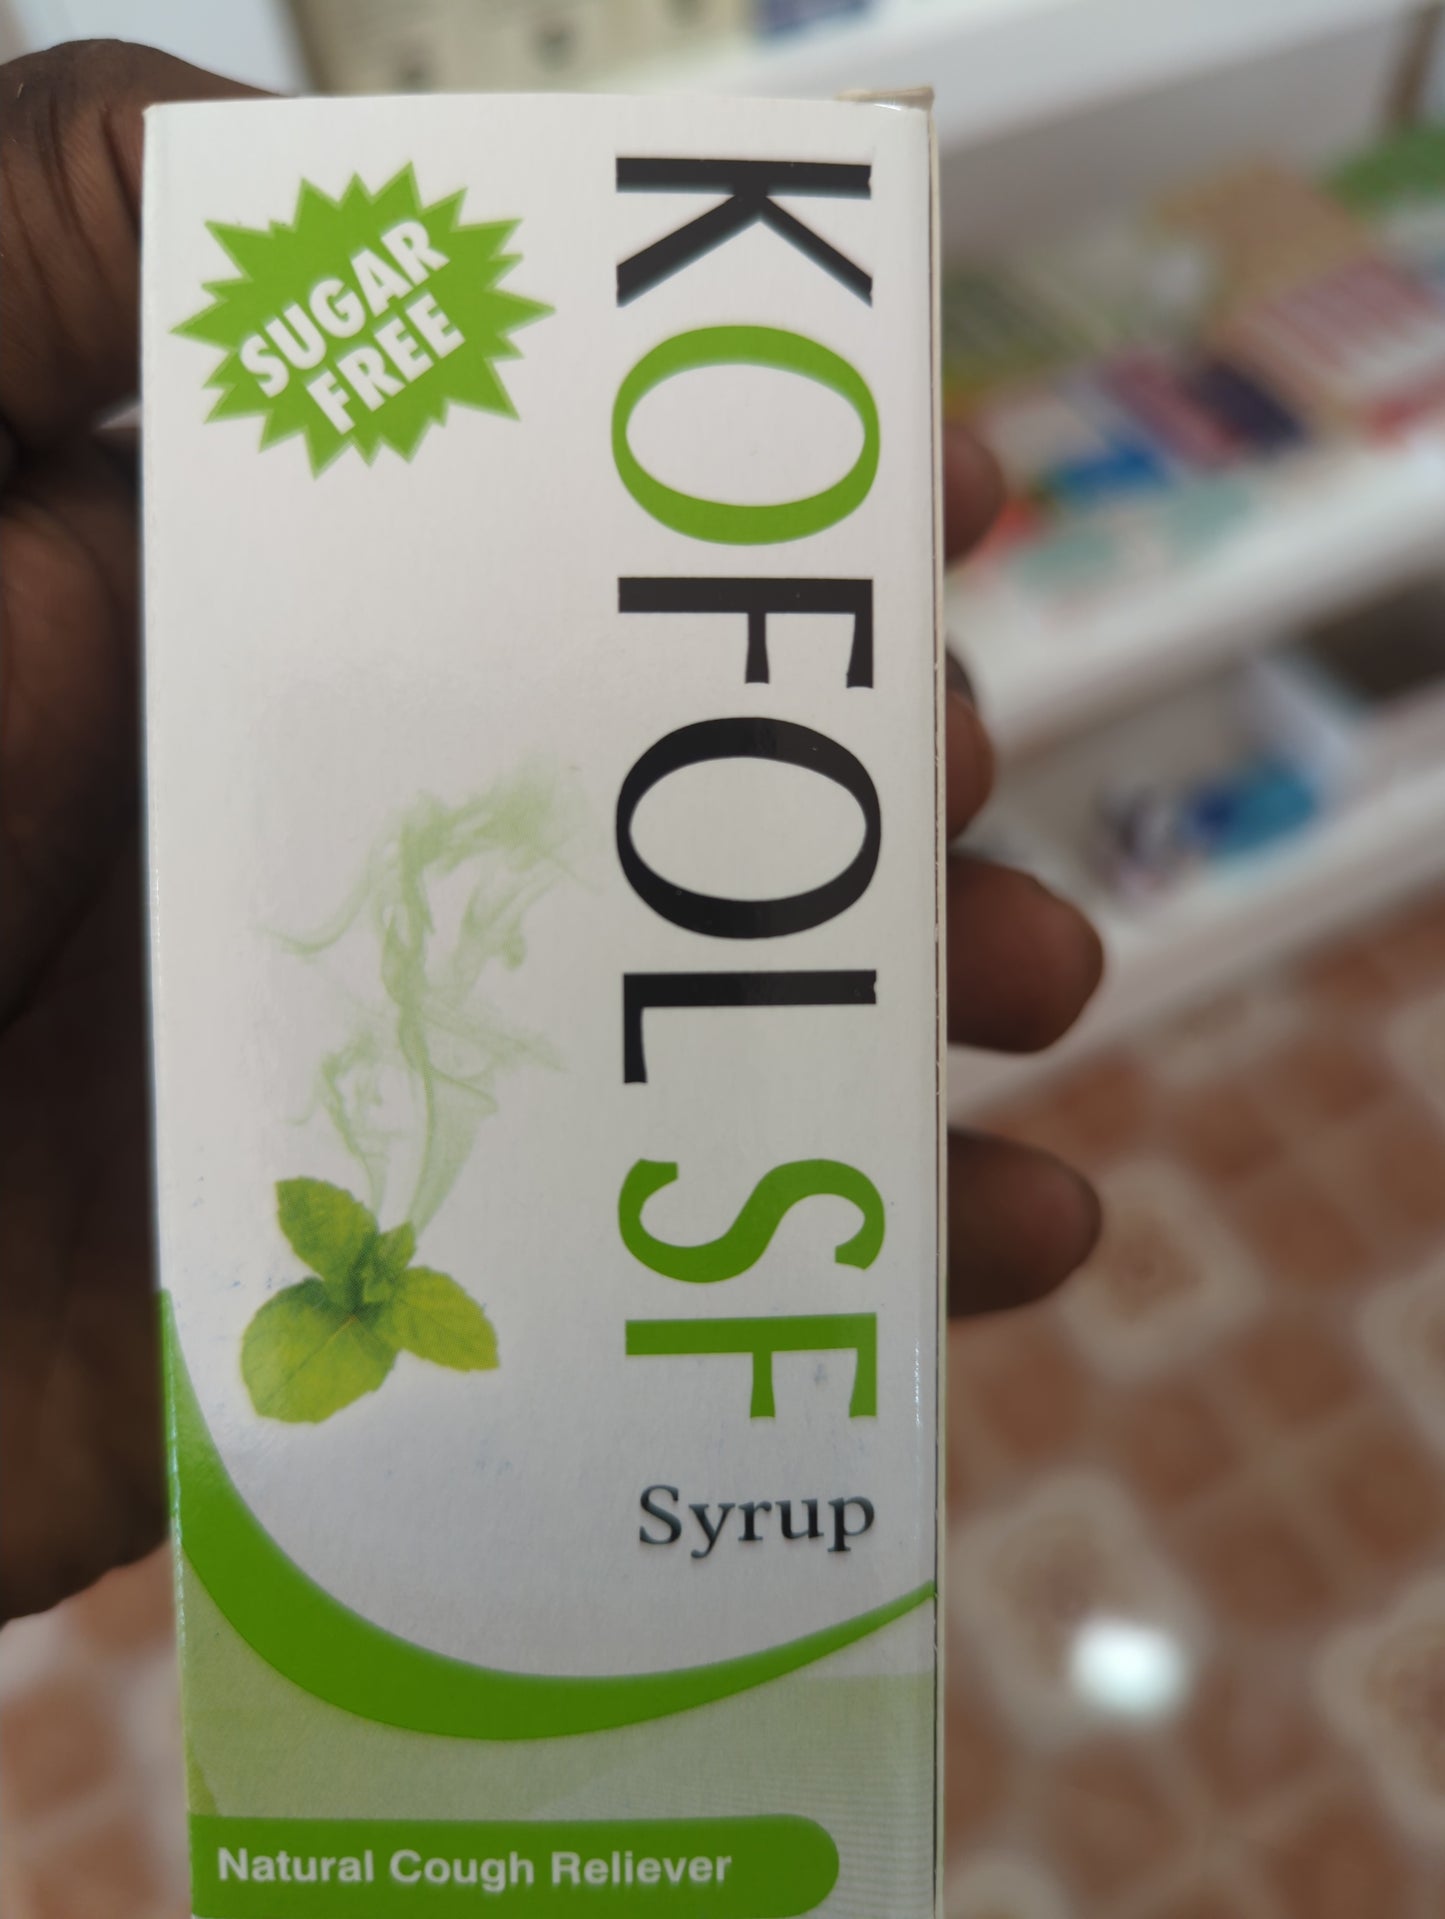 SUGAR
FREE
KOFOL SF
Syrup
Natural Cough Reliever